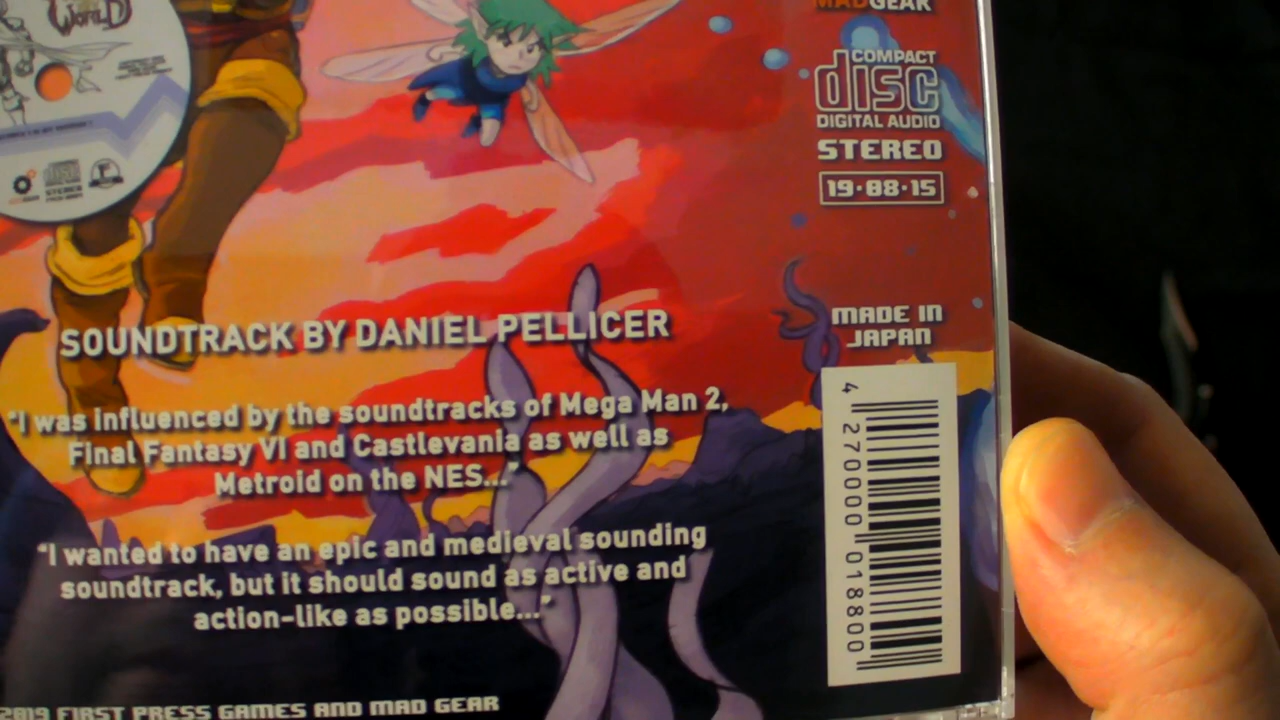 WORLD
MADGEAR
COMPACT
disc
DIGITAL AUDIO
STEREO
19·08·15
STEREO
SOUNDTRACK BY DANIEL PELLICER
MADE IN
JAPAN
"I was influenced by the soundtracks of Mega Man 2,
Final Fantasy VI and Castlevania as well as
Metroid on the NES..."
"I wanted to have an epic and medieval sounding
soundtrack, but it should sound as active and
action-like as possible..."
4 270000 018800
2019 FIRST PRESS GAMES AND MAD GEAR